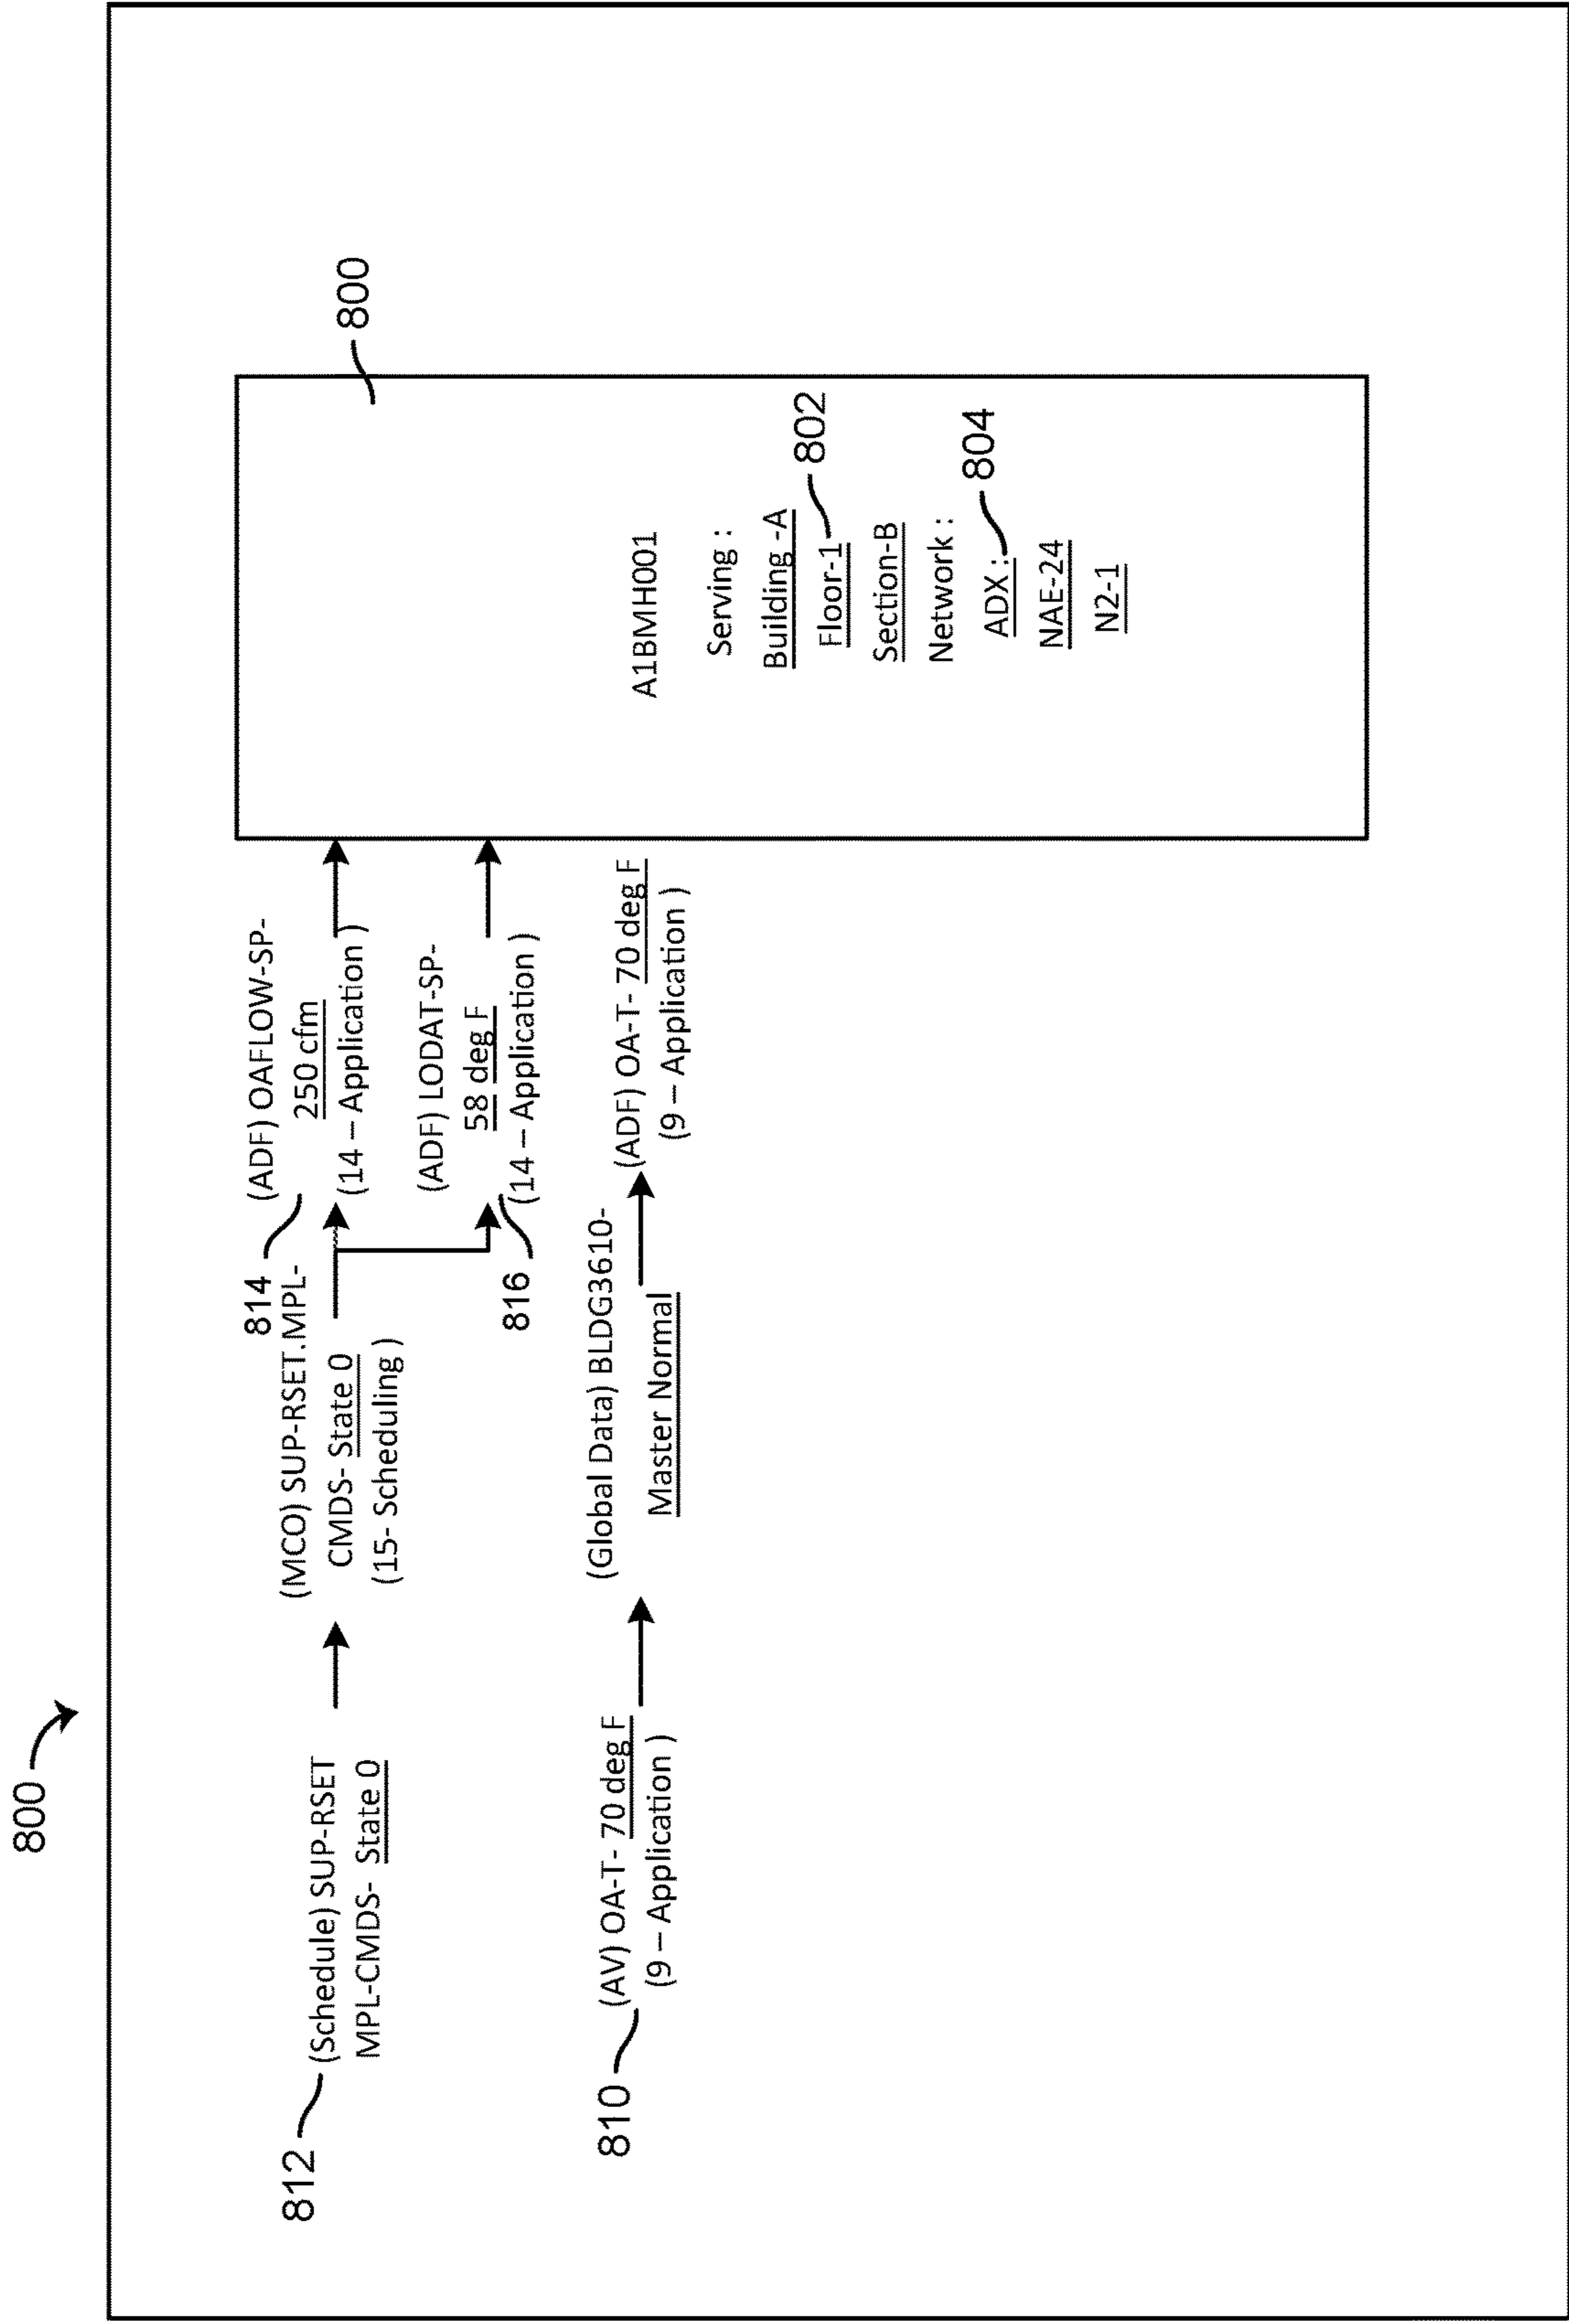 800
812
(Schedule) SUP-RSET
MPL-CMDS- State 0
814
(MCO) SUP-RSET.MPL-
CMDS- State 0
(15- Scheduling )
(ADF) OAFLOW-SP-
250 cfm
(14 – Application )
816
(ADF) LODAT-SP-
58 deg F
(14 – Application )
810
(AV) OA-T- 70 deg F
(9 – Application )
(Global Data) BLDG3610-
Master Normal
(ADF) OA-T- 70 deg F
(9 – Application )
800
A1BMH001
Serving :
Building -A
Floor-1
802
Section-B
Network :
ADX :
804
NAE-24
N2-1